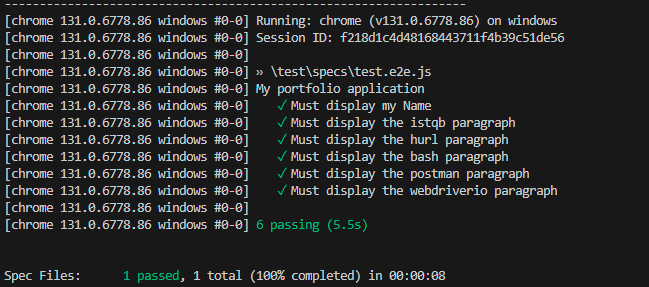 ------------------------------------------------------------------
[chrome 131.0.6778.86 windows #0-0] Running: chrome (v131.0.6778.86) on windows
[chrome 131.0.6778.86 windows #0-0] Session ID: f218d1c4d48168443711f4b39c51de56
[chrome 131.0.6778.86 windows #0-0]
[chrome 131.0.6778.86 windows #0-0] » \test\specs\test.e2e.js
[chrome 131.0.6778.86 windows #0-0] My portfolio application
[chrome 131.0.6778.86 windows #0-0]    ✓ Must display my Name
[chrome 131.0.6778.86 windows #0-0]    ✓ Must display the istqb paragraph
[chrome 131.0.6778.86 windows #0-0]    ✓ Must display the hurl paragraph
[chrome 131.0.6778.86 windows #0-0]    ✓ Must display the bash paragraph
[chrome 131.0.6778.86 windows #0-0]    ✓ Must display the postman paragraph
[chrome 131.0.6778.86 windows #0-0]    ✓ Must display the webdriverio paragraph
[chrome 131.0.6778.86 windows #0-0]
[chrome 131.0.6778.86 windows #0-0] 6 passing (5.5s)
Spec Files:      1 passed, 1 total (100% completed) in 00:00:08